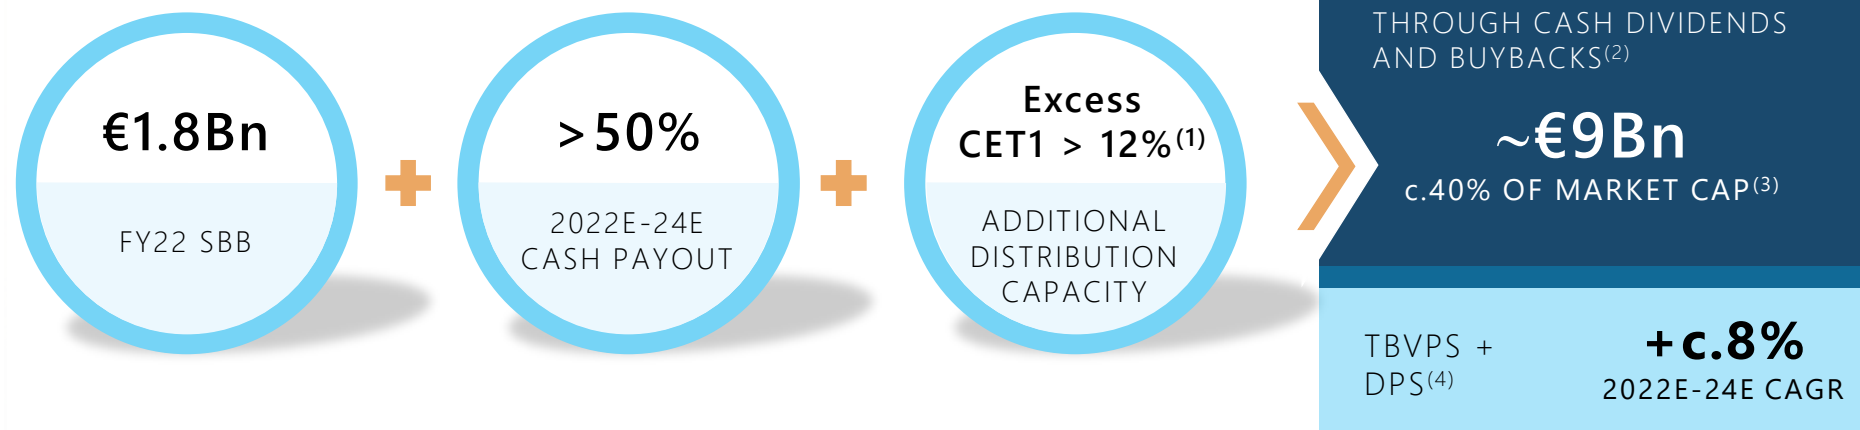 €1.8Bn
FY22 SBB
>50%
2022E-24E
CASH PAYOUT
Excess
CET1 > 12%(1)
ADDITIONAL
DISTRIBUTION
CAPACITY
THROUGH CASH DIVIDENDS
AND BUYBACKS(2)
~€9Bn
c.40% OF MARKET CAP(3)
TBVPS +
DPS(4)
+c.8%
2022E-24E CAGR